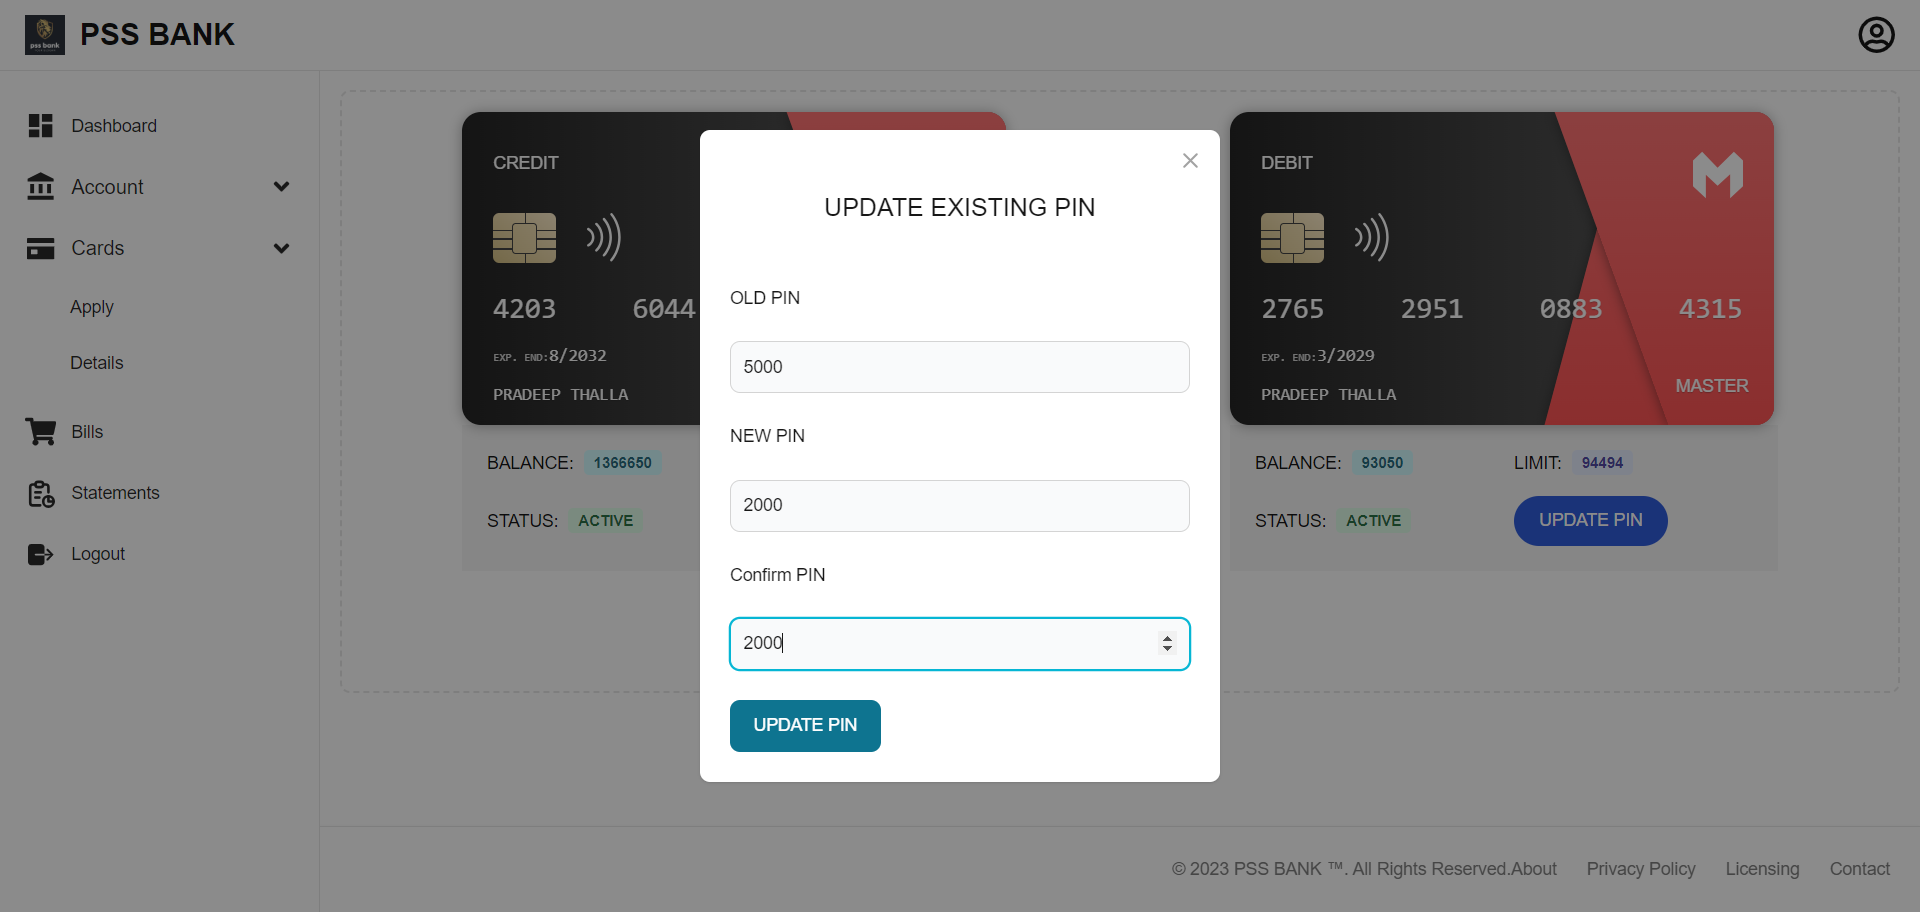 pss bank
PSS BANK
Dashboard
Account
Cards
Apply
Details
Bills
Statements
Logout
CREDIT
4203 6044
EXP. END:8/2032
PRADEEP THALLA
BALANCE: 1366650
STATUS: ACTIVE
UPDATE EXISTING PIN
OLD PIN
5000
NEW PIN
2000
Confirm PIN
2000
UPDATE PIN
DEBIT
2765 2951 0883 4315
EXP. END:3/2029
MASTER
PRADEEP THALLA
BALANCE: 93050 LIMIT: 94494
STATUS: ACTIVE UPDATE PIN
© 2023 PSS BANK ™. All Rights Reserved.About Privacy Policy Licensing Contact